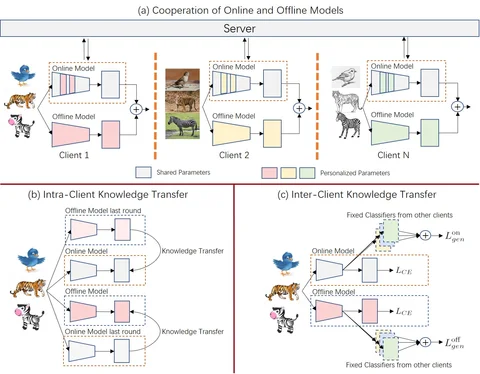 (a) Cooperation of Online and Offline Models
Server
Online Model
Offline Model
Client 1
Online Model
Offline Model
Client 2
Online Model
Offline Model
Client N
Shared Parameters
Personalized Parameters
(b) Intra-Client Knowledge Transfer
Offline Model last round
Online Model
Knowledge Transfer
Offline Model
Knowledge Transfer
Online Model last round
(c) Inter-Client Knowledge Transfer
Fixed Classifiers from other clients
L_{gen}^{on}
Online Model
L_{CE}
Offline Model
L_{CE}
L_{gen}^{off}
Fixed Classifiers from other clients